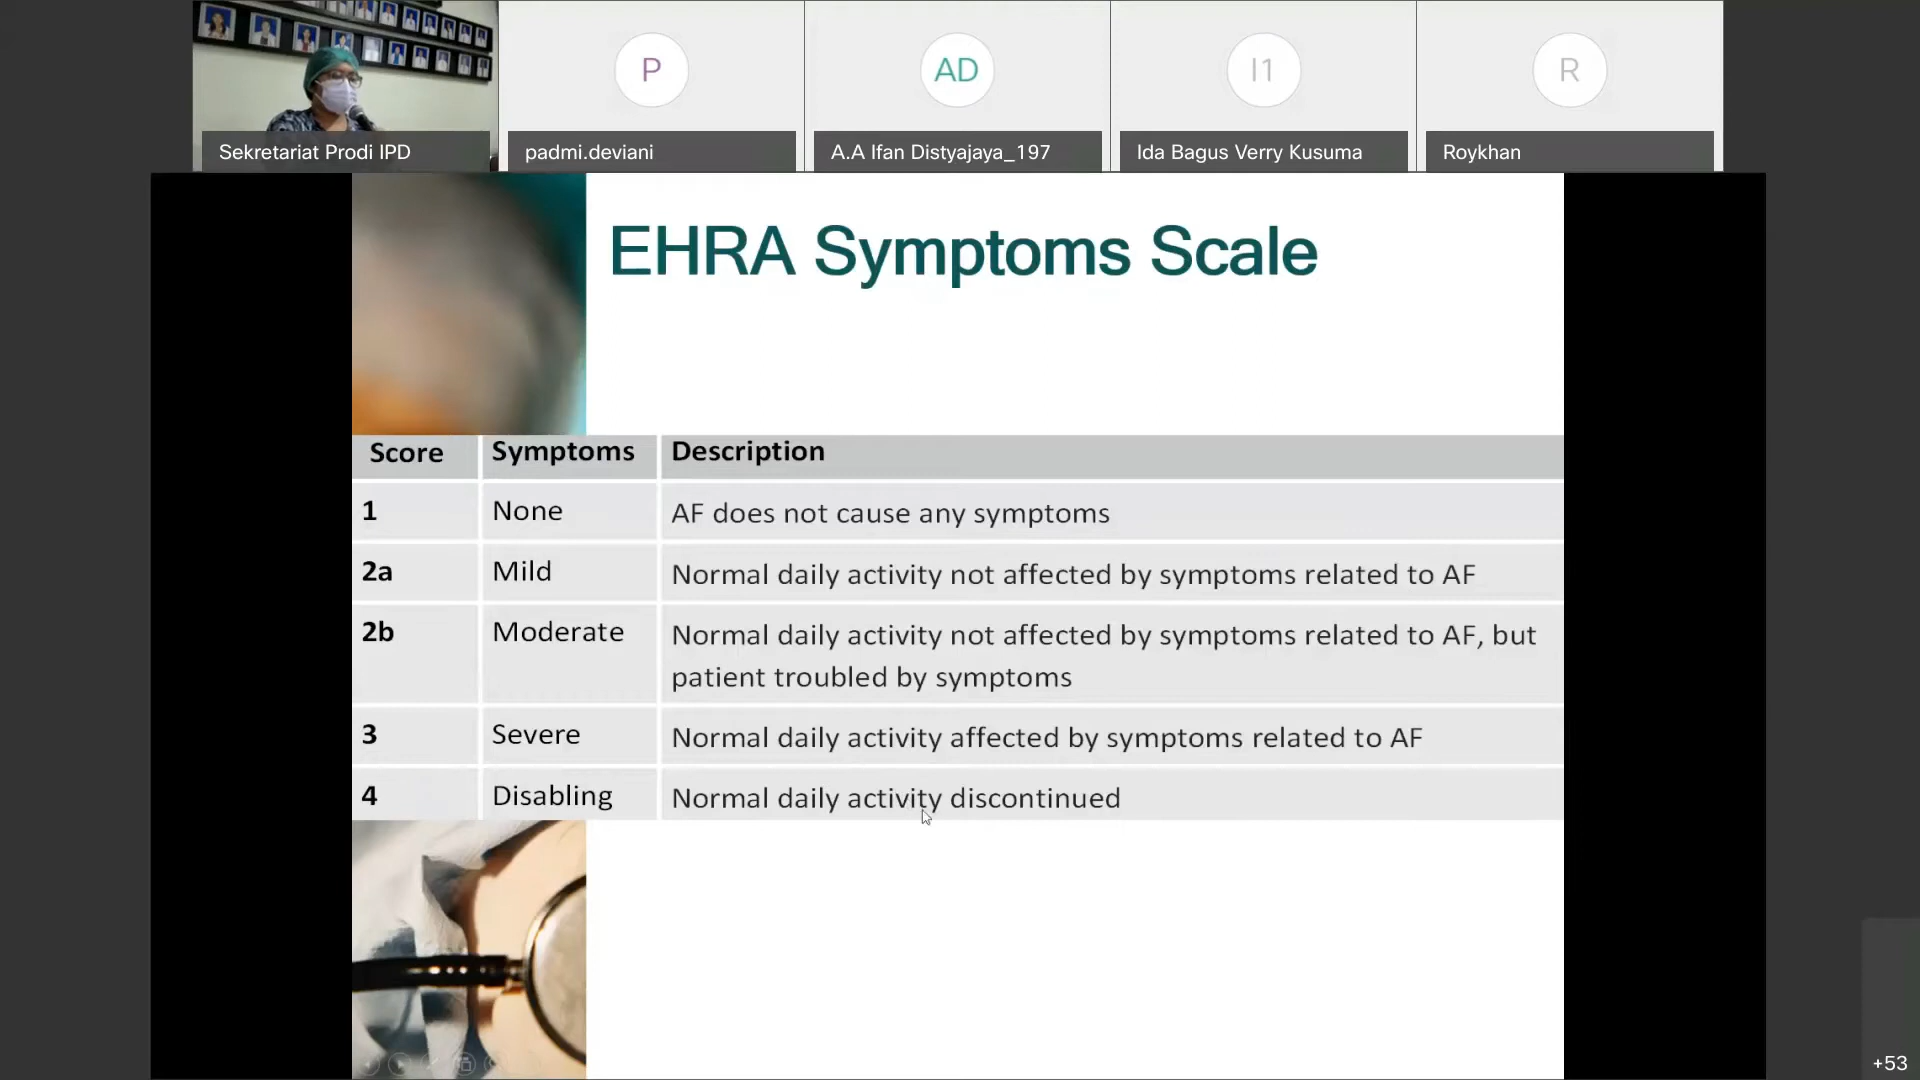 P
AD
I1
R
Sekretariat Prodi IPD
padmi.deviani
A.A Ifan Distyajaya_197
Ida Bagus Verry Kusuma
Roykhan
EHRA Symptoms Scale
Score Symptoms Description
1 None AF does not cause any symptoms
2a Mild Normal daily activity not affected by symptoms related to AF
2b Moderate Normal daily activity not affected by symptoms related to AF, but
patient troubled by symptoms
3 Severe Normal daily activity affected by symptoms related to AF
4 Disabling Normal daily activity discontinued
+53